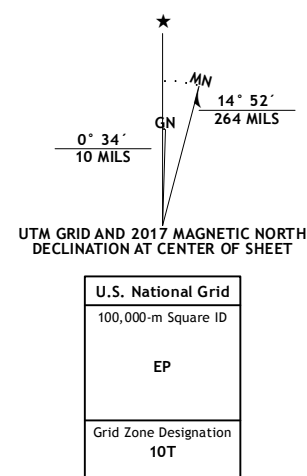 ★
MN
GN
14° 52´
264 MILS
0° 34´
10 MILS
UTM GRID AND 2017 MAGNETIC NORTH
DECLINATION AT CENTER OF SHEET
U.S. National Grid
100,000-m Square ID
EP
Grid Zone Designation
10T